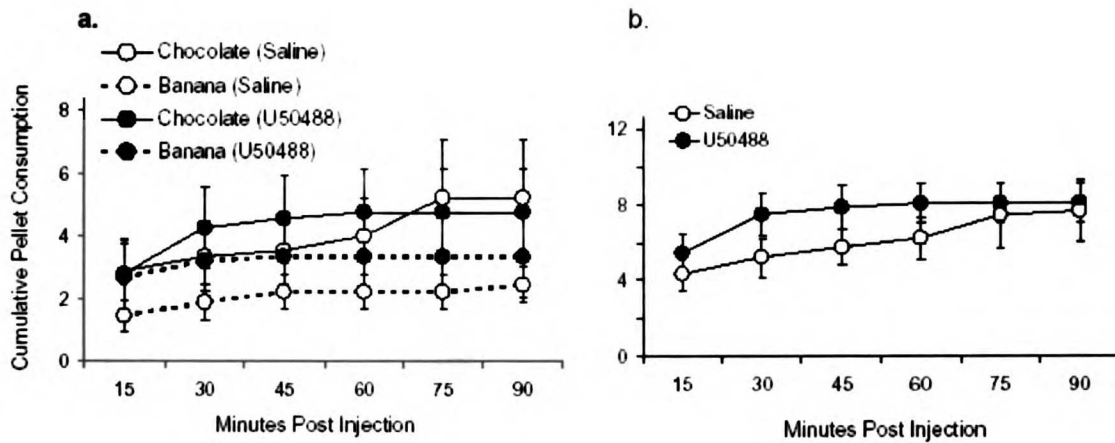 a.
Chocolate (Saline)
Banana (Saline)
Chocolate (U50488)
Banana (U50488)
Cumulative Pellet Consumption
8
6
4
2
0
15 30 45 60 75 90
Minutes Post Injection
b.
Saline
U50488
12
8
4
0
15 30 45 60 75 90
Minutes Post Injection